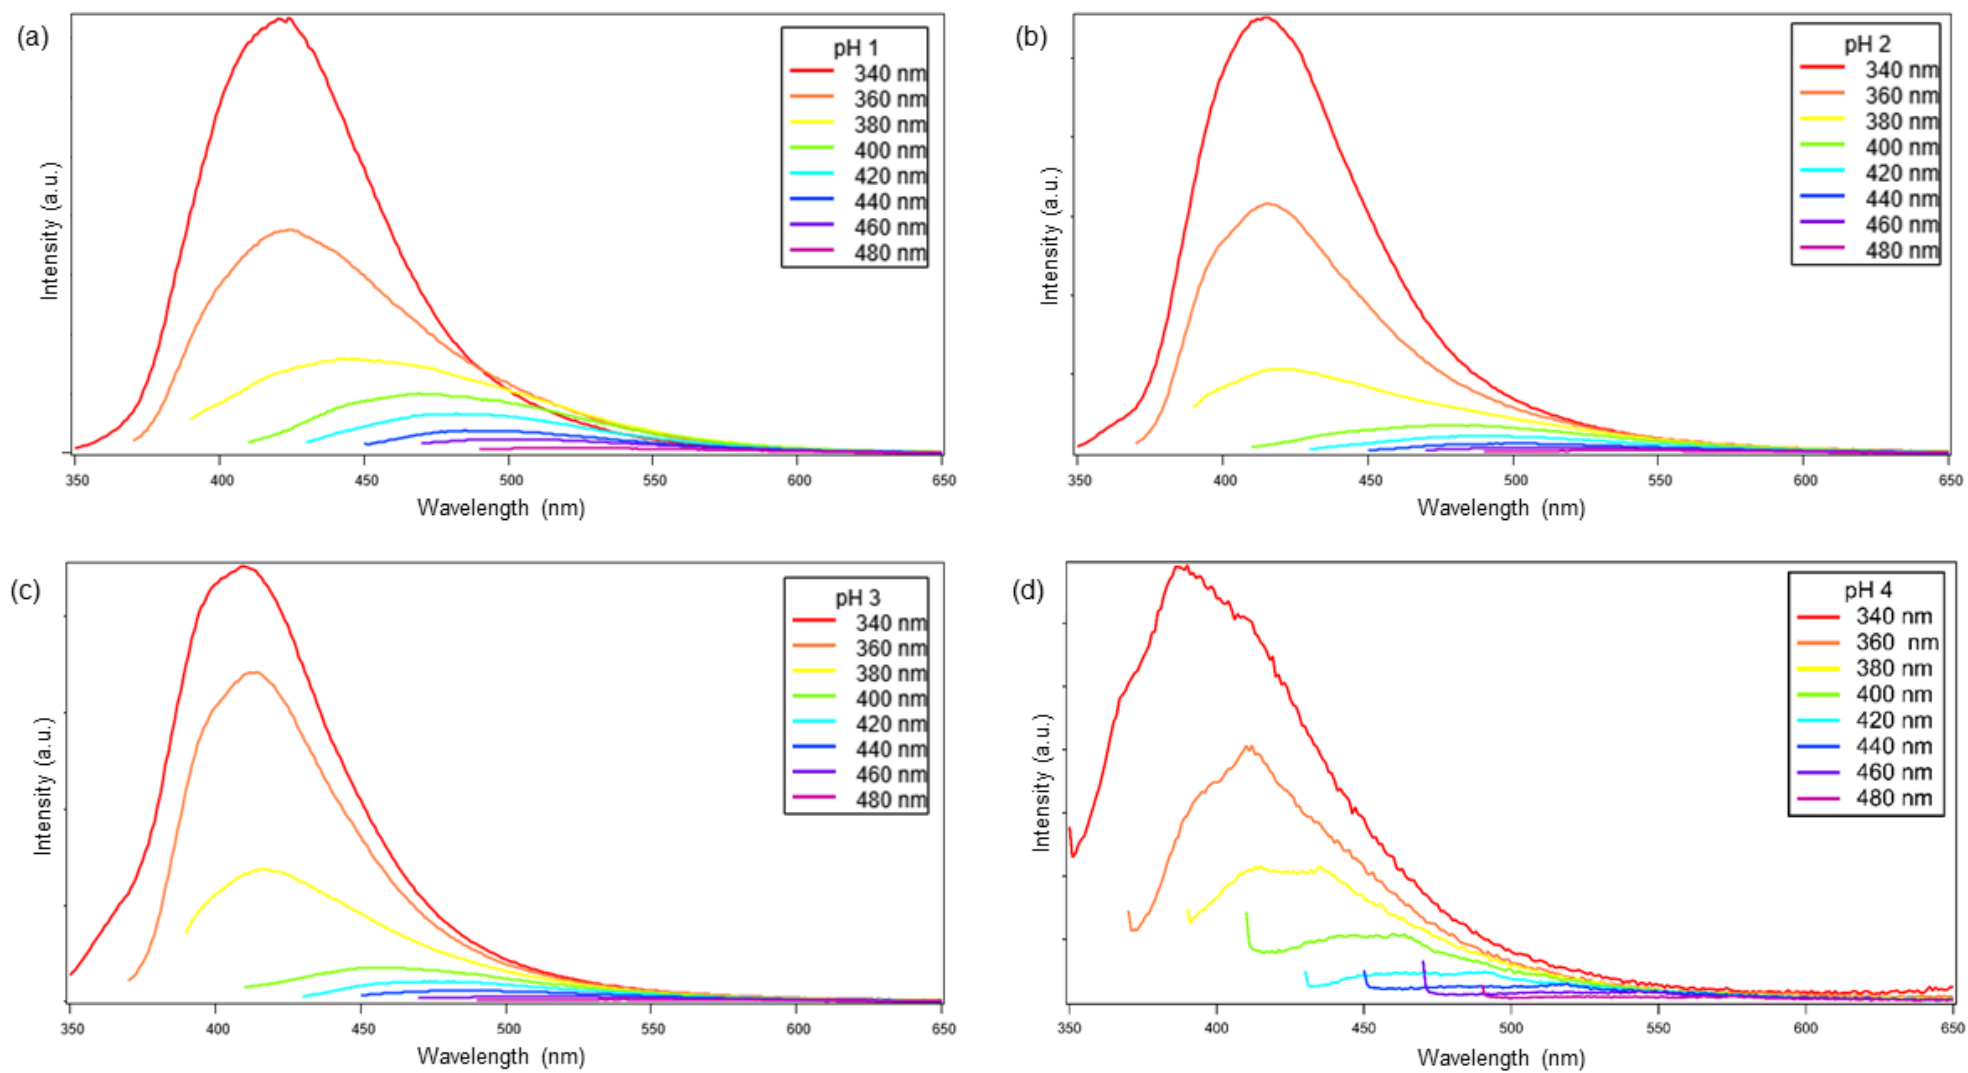 (a)
pH 1
340 nm
360 nm
380 nm
400 nm
420 nm
440 nm
460 nm
480 nm
Intensity (a.u.)
350 400 450 500 550 600 650
Wavelength (nm)
(b)
pH 2
340 nm
360 nm
380 nm
400 nm
420 nm
440 nm
460 nm
480 nm
Intensity (a.u.)
350 400 450 500 550 600 650
Wavelength (nm)
(c)
pH 3
340 nm
360 nm
380 nm
400 nm
420 nm
440 nm
460 nm
480 nm
Intensity (a.u.)
350 400 450 500 550 600 650
Wavelength (nm)
(d)
pH 4
340 nm
360 nm
380 nm
400 nm
420 nm
440 nm
460 nm
480 nm
Intensity (a.u.)
350 400 450 500 550 600 650
Wavelength (nm)